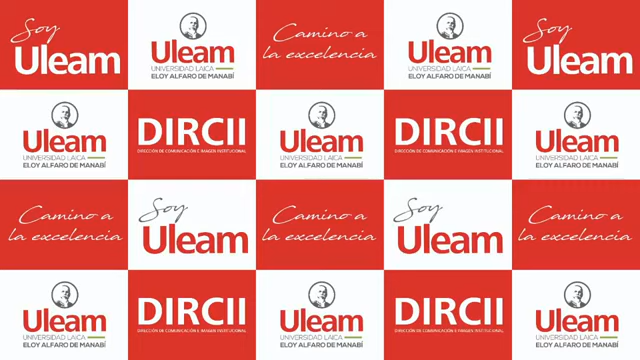 Soy
Uleam
Uleam
UNIVERSIDAD LAICA
ELOY ALFARO DE MANABÍ
Camino a
la excelencia
Uleam
UNIVERSIDAD LAICA
ELOY ALFARO DE MANABÍ
Soy
Uleam
Uleam
UNIVERSIDAD LAICA
ELOY ALFARO DE MANABÍ
DIRCII
DIRECCIÓN DE COMUNICACIÓN E IMAGEN INSTITUCIONAL
Uleam
UNIVERSIDAD LAICA
ELOY ALFARO DE MANABÍ
DIRCII
DIRECCIÓN DE COMUNICACIÓN E IMAGEN INSTITUCIONAL
Uleam
UNIVERSIDAD LAICA
ELOY ALFARO DE MANABÍ
Camino a
la excelencia
Soy
Uleam
Camino a
la excelencia
Soy
Uleam
Camino a
la excelencia
Uleam
UNIVERSIDAD LAICA
ELOY ALFARO DE MANABÍ
DIRCII
DIRECCIÓN DE COMUNICACIÓN E IMAGEN INSTITUCIONAL
Uleam
UNIVERSIDAD LAICA
ELOY ALFARO DE MANABÍ
DIRCII
DIRECCIÓN DE COMUNICACIÓN E IMAGEN INSTITUCIONAL
Uleam
UNIVERSIDAD LAICA
ELOY ALFARO DE MANABÍ